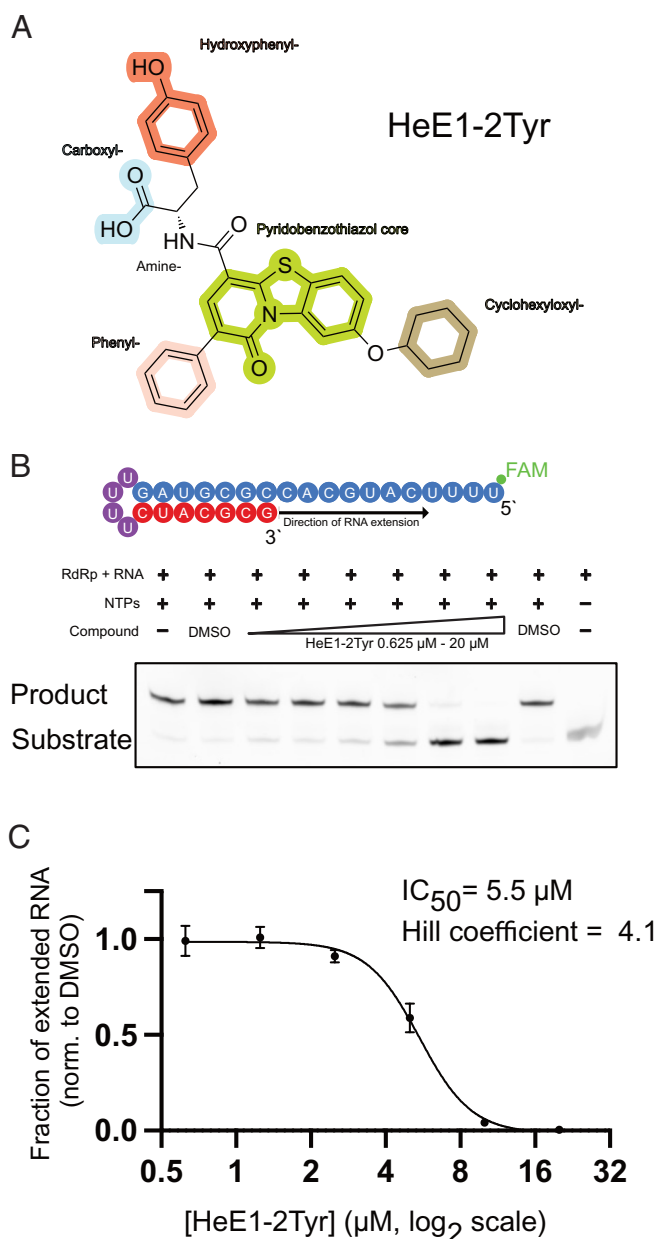 A
Hydroxyphenyl-
HO
HeE1-2Tyr
Carboxyl-
O
HO
O
N
H
Amine-
Pyridobenzothiazol core
S
N
Cyclohexyloxyl-
Phenyl-
O
O
B
FAM
U G A U G C G C C A C G U A C U U U U
U
5`
U C U A C G C G
U
3`
Direction of RNA extension
RdRp + RNA + + + + + + + + + +
NTPs + + + + + + + + + −
Compound − DMSO HeE1-2Tyr 0.625 µM - 20 µM DMSO −
Product
Substrate
C
IC50= 5.5 µM
Hill coefficient = 4.1
Fraction of extended RNA
(norm. to DMSO)
1.0
0.5
0.0
0.5 1 2 4 8 16 32
[HeE1-2Tyr] (µM, log2 scale)